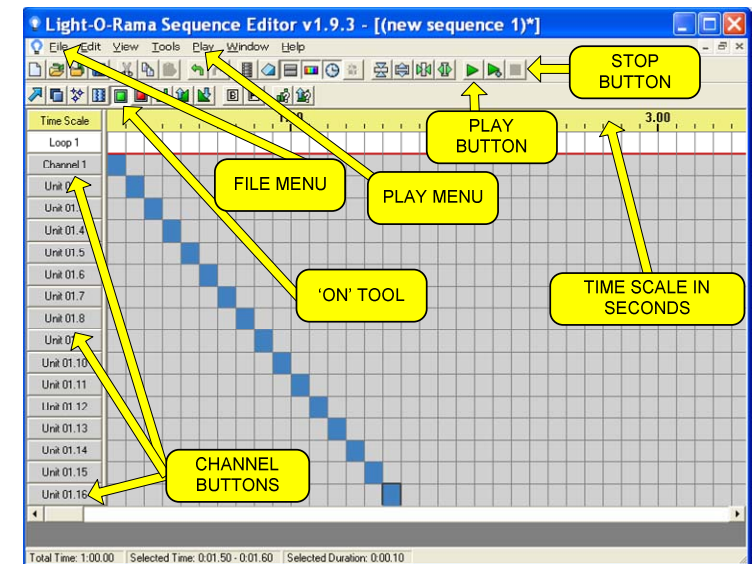 Light-O-Rama Sequence Editor v1.9.3 - [(new sequence 1)*]
File Edit View Tools Play Window Help
STOP
BUTTON
Time Scale
3.00
PLAY
BUTTON
Loop 1
Channel 1
FILE MENU
PLAY MENU
Unit 01.4
Unit 01.5
Unit 01.6
'ON' TOOL
TIME SCALE IN
SECONDS
Unit 01.7
Unit 01.8
Unit 01.10
Unit 01.11
Unit 01.12
Unit 01.13
Unit 01.14
Unit 01.15
Unit 01.16
CHANNEL
BUTTONS
Total Time: 1:00.00 Selected Time: 0:01.50 - 0:01.60 Selected Duration: 0:00.10